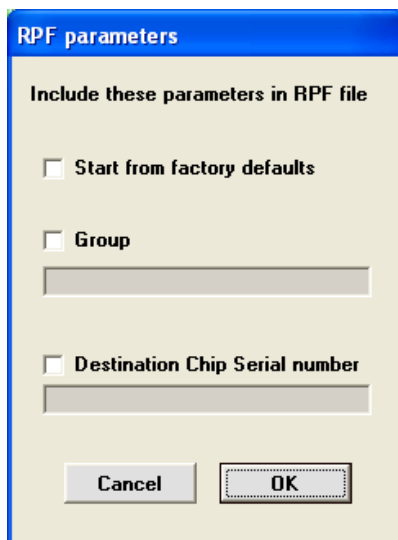 RPF parameters
Include these parameters in RPF file
Start from factory defaults
Group
Destination Chip Serial number
Cancel OK